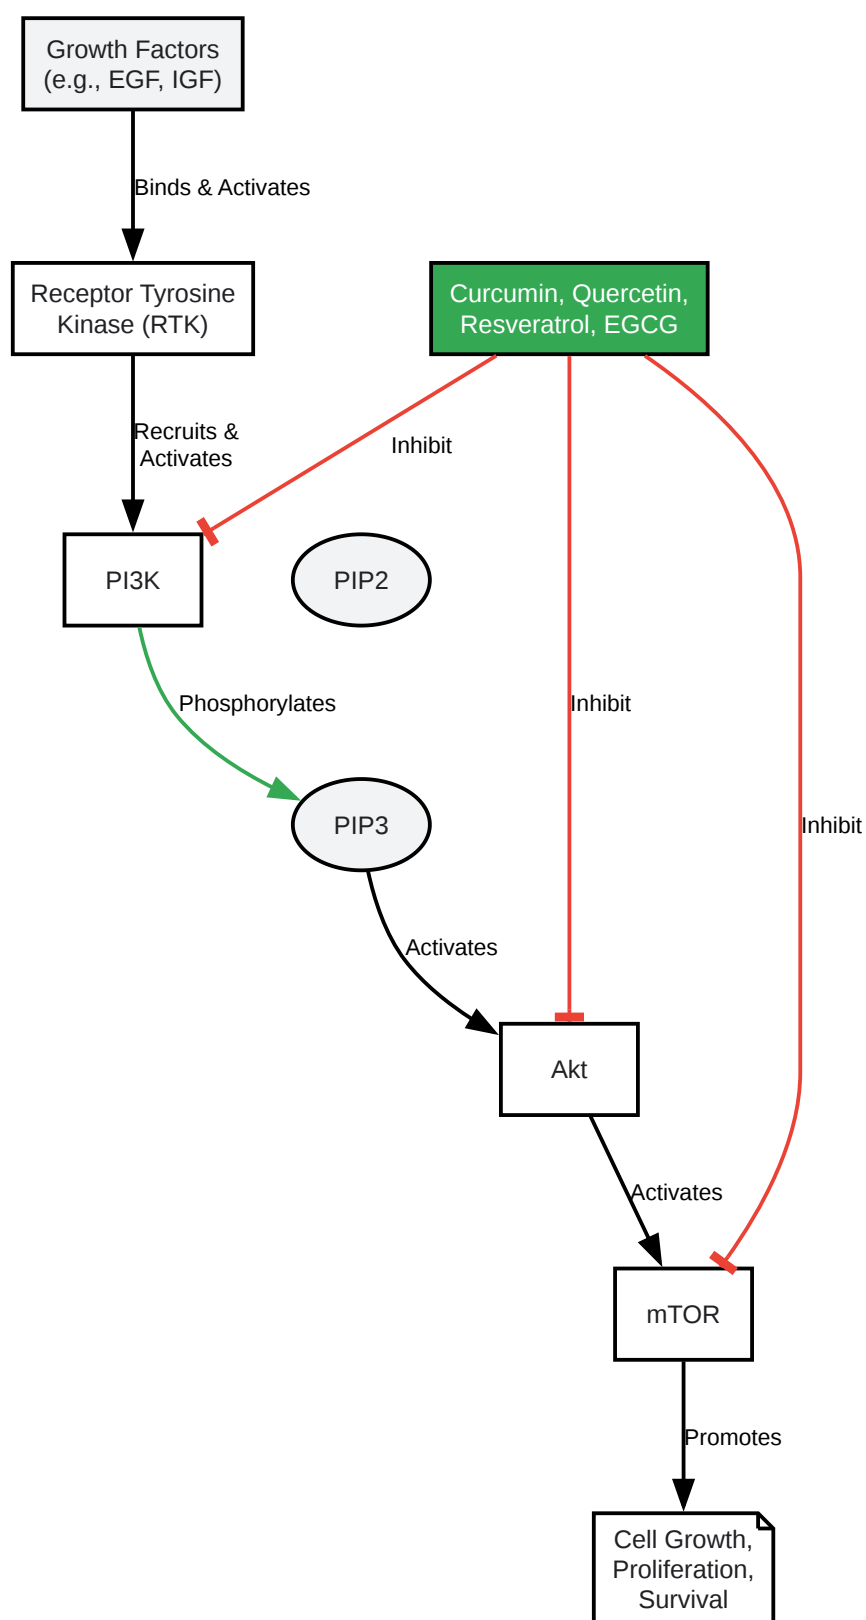 Growth Factors
(e.g., EGF, IGF)
Binds & Activates
Receptor Tyrosine
Kinase (RTK)
Curcumin, Quercetin,
Resveratrol, EGCG
Recruits &
Activates
Inhibit
PI3K
PIP2
Phosphorylates
Inhibit
PIP3
Inhibit
Activates
Akt
Activates
mTOR
Promotes
Cell Growth,
Proliferation,
Survival